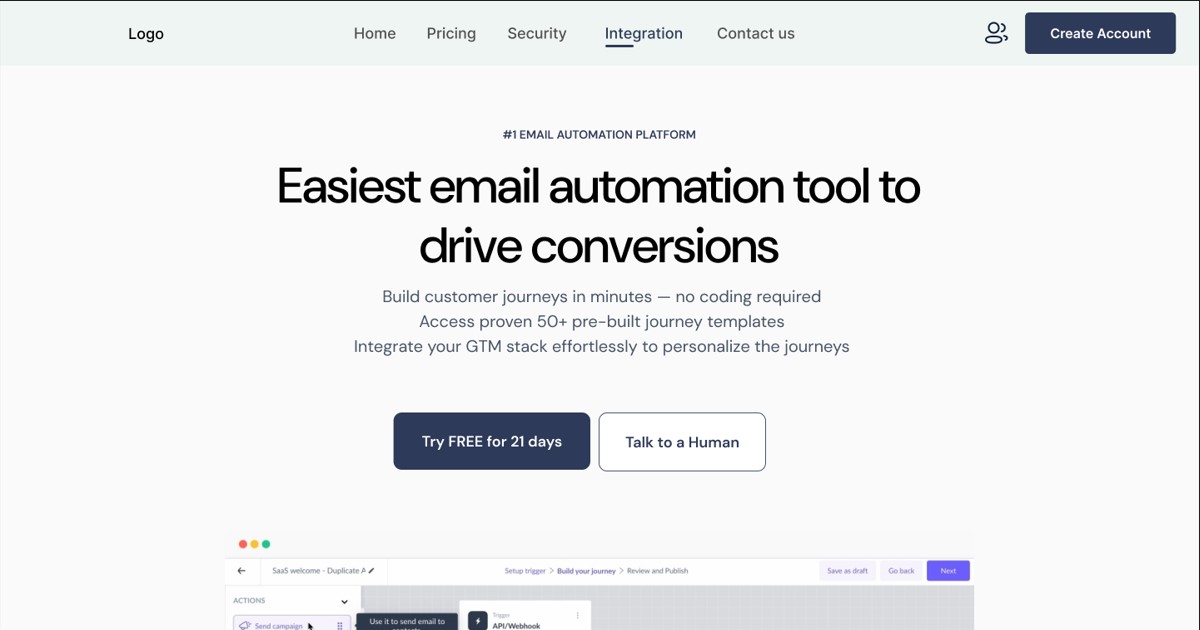 Logo
Home
Pricing
Security
Integration
Contact us
Create Account
#1 EMAIL AUTOMATION PLATFORM
Easiest email automation tool to
drive conversions
Build customer journeys in minutes — no coding required
Access proven 50+ pre-built journey templates
Integrate your GTM stack effortlessly to personalize the journeys
Try FREE for 21 days
Talk to a Human
SaaS welcome - Duplicate A
Setup trigger > Build your journey > Review and Publish
Save as draft
Go back
Next
ACTIONS
Send campaign
Use it to send email to
Trigger
API/Webhook